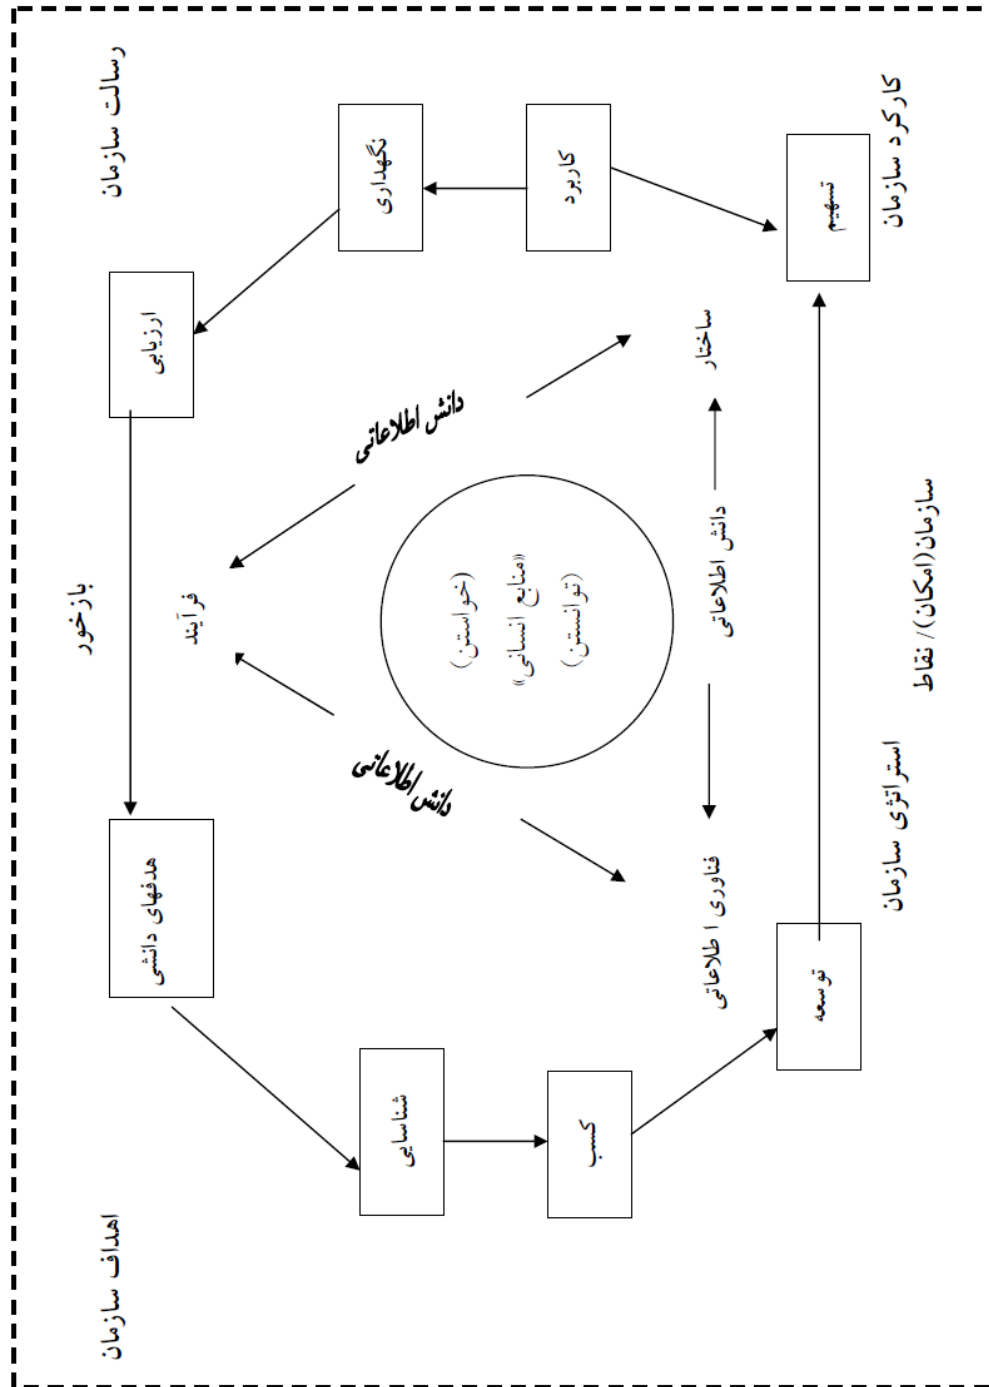 اهداف سازمان
بازخور
رسالت سازمان
هدفهای دانشی
ارزیابی
فرآیند
شناسایی
نگهداری
دانش اطلاعاتی
دانش اطلاعاتی
(خواستن)
«منابع انسانی»
(توانستن)
کسب
کاربرد
فناوری اطلاعاتی
دانش اطلاعاتی
ساختار
توسعه
تسهیم
استراتژی سازمان
سازمان(امکان)/ نقاط
کارکرد سازمان